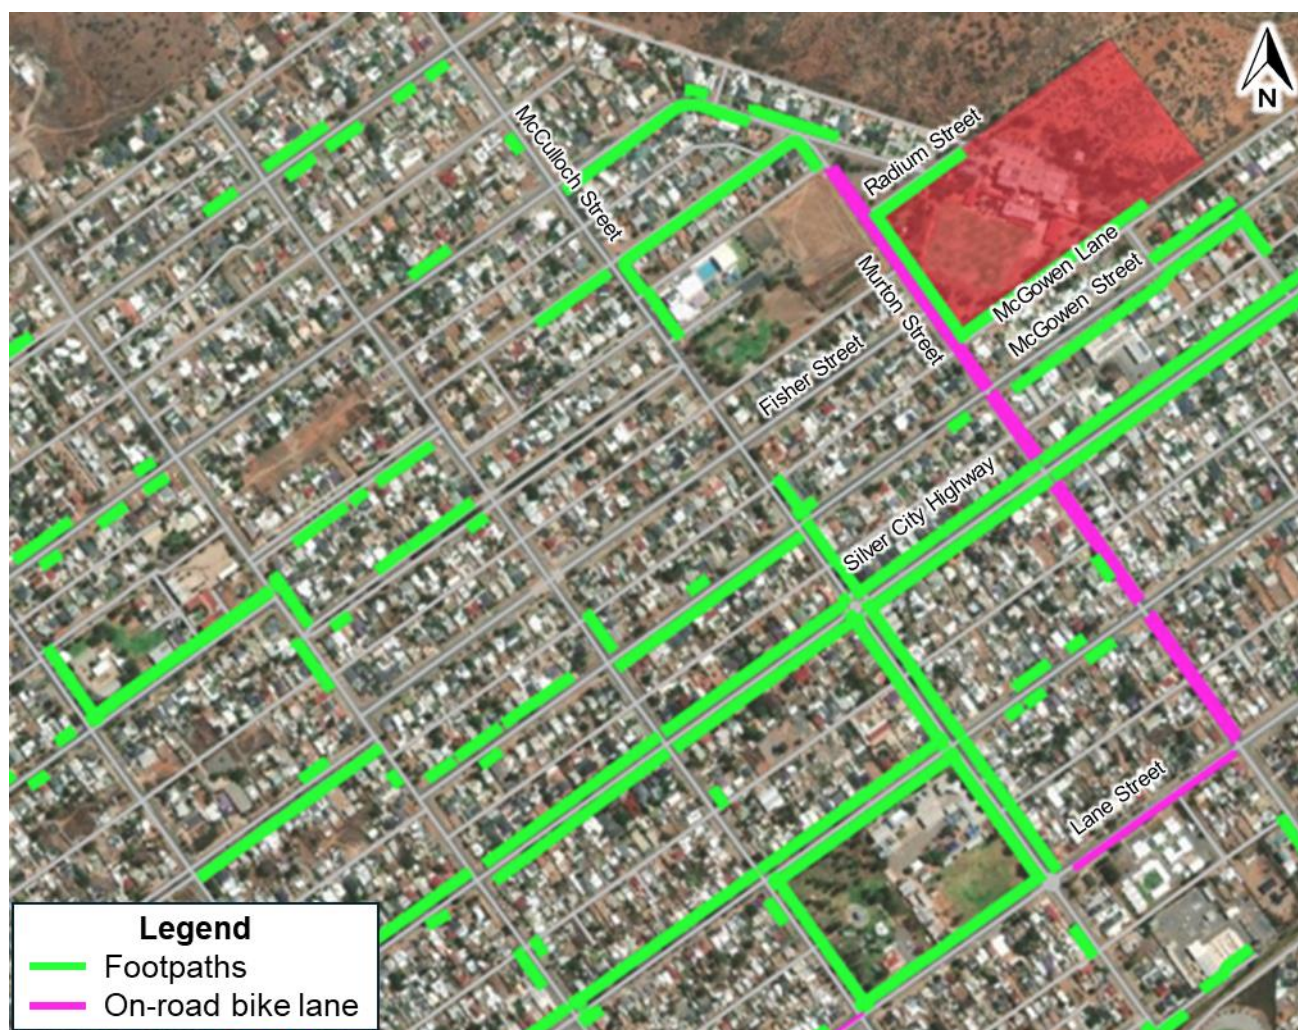 N
McCulloch Street
Radium Street
McGowen Lane
McGowen Street
Murton Street
Fisher Street
Silver City Highway
Lane Street
Legend
Footpaths
On-road bike lane